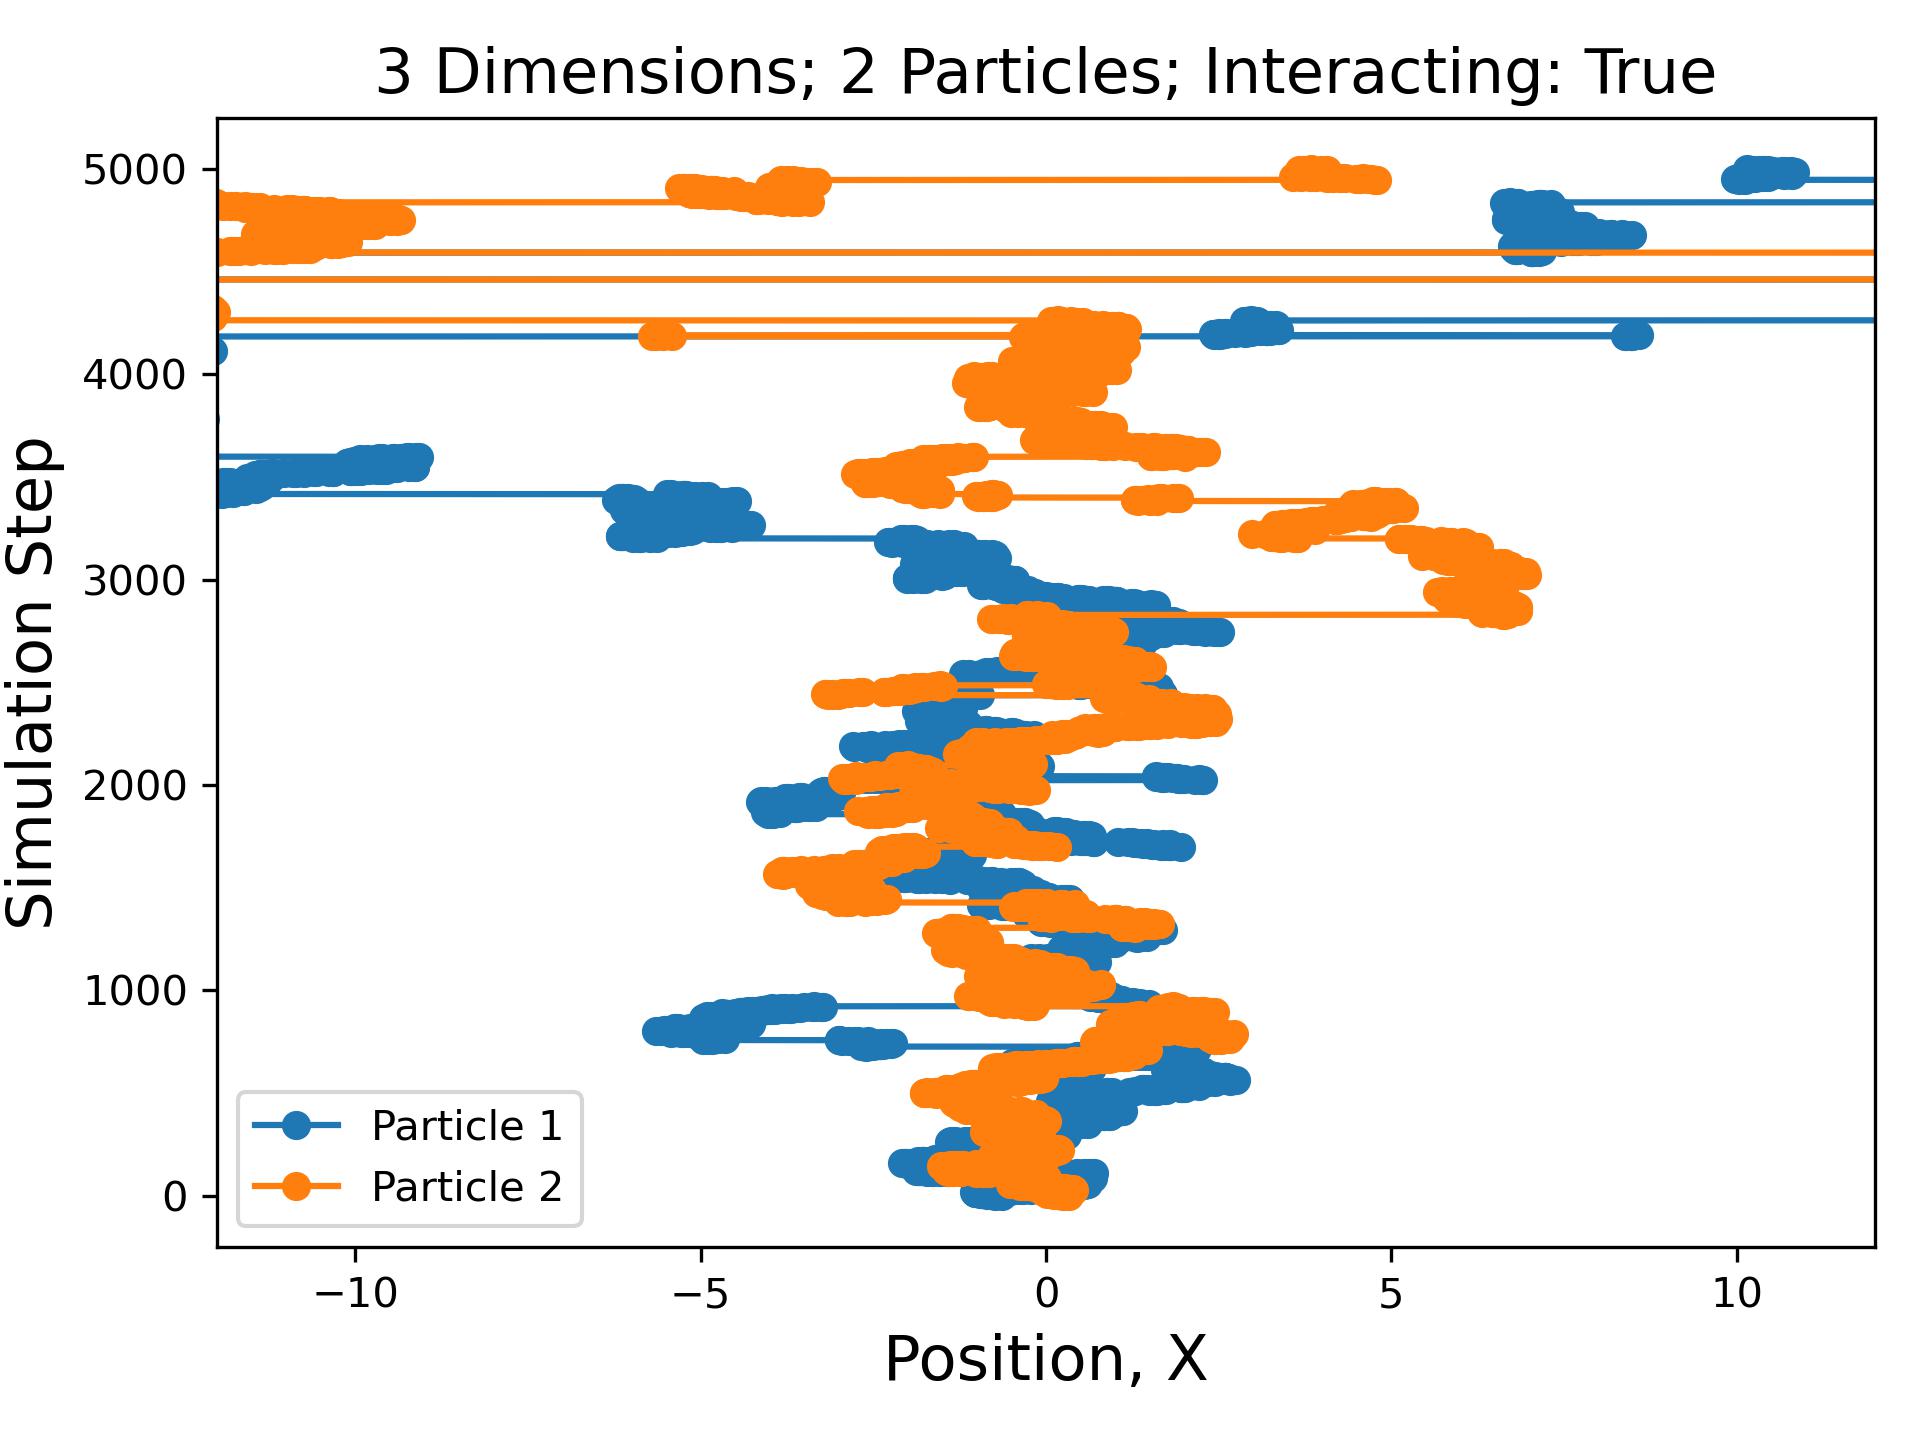 3 Dimensions; 2 Particles; Interacting: True
Simulation Step
5000
4000
3000
2000
1000
0
Particle 1
Particle 2
−10
−5
0
5
10
Position, X